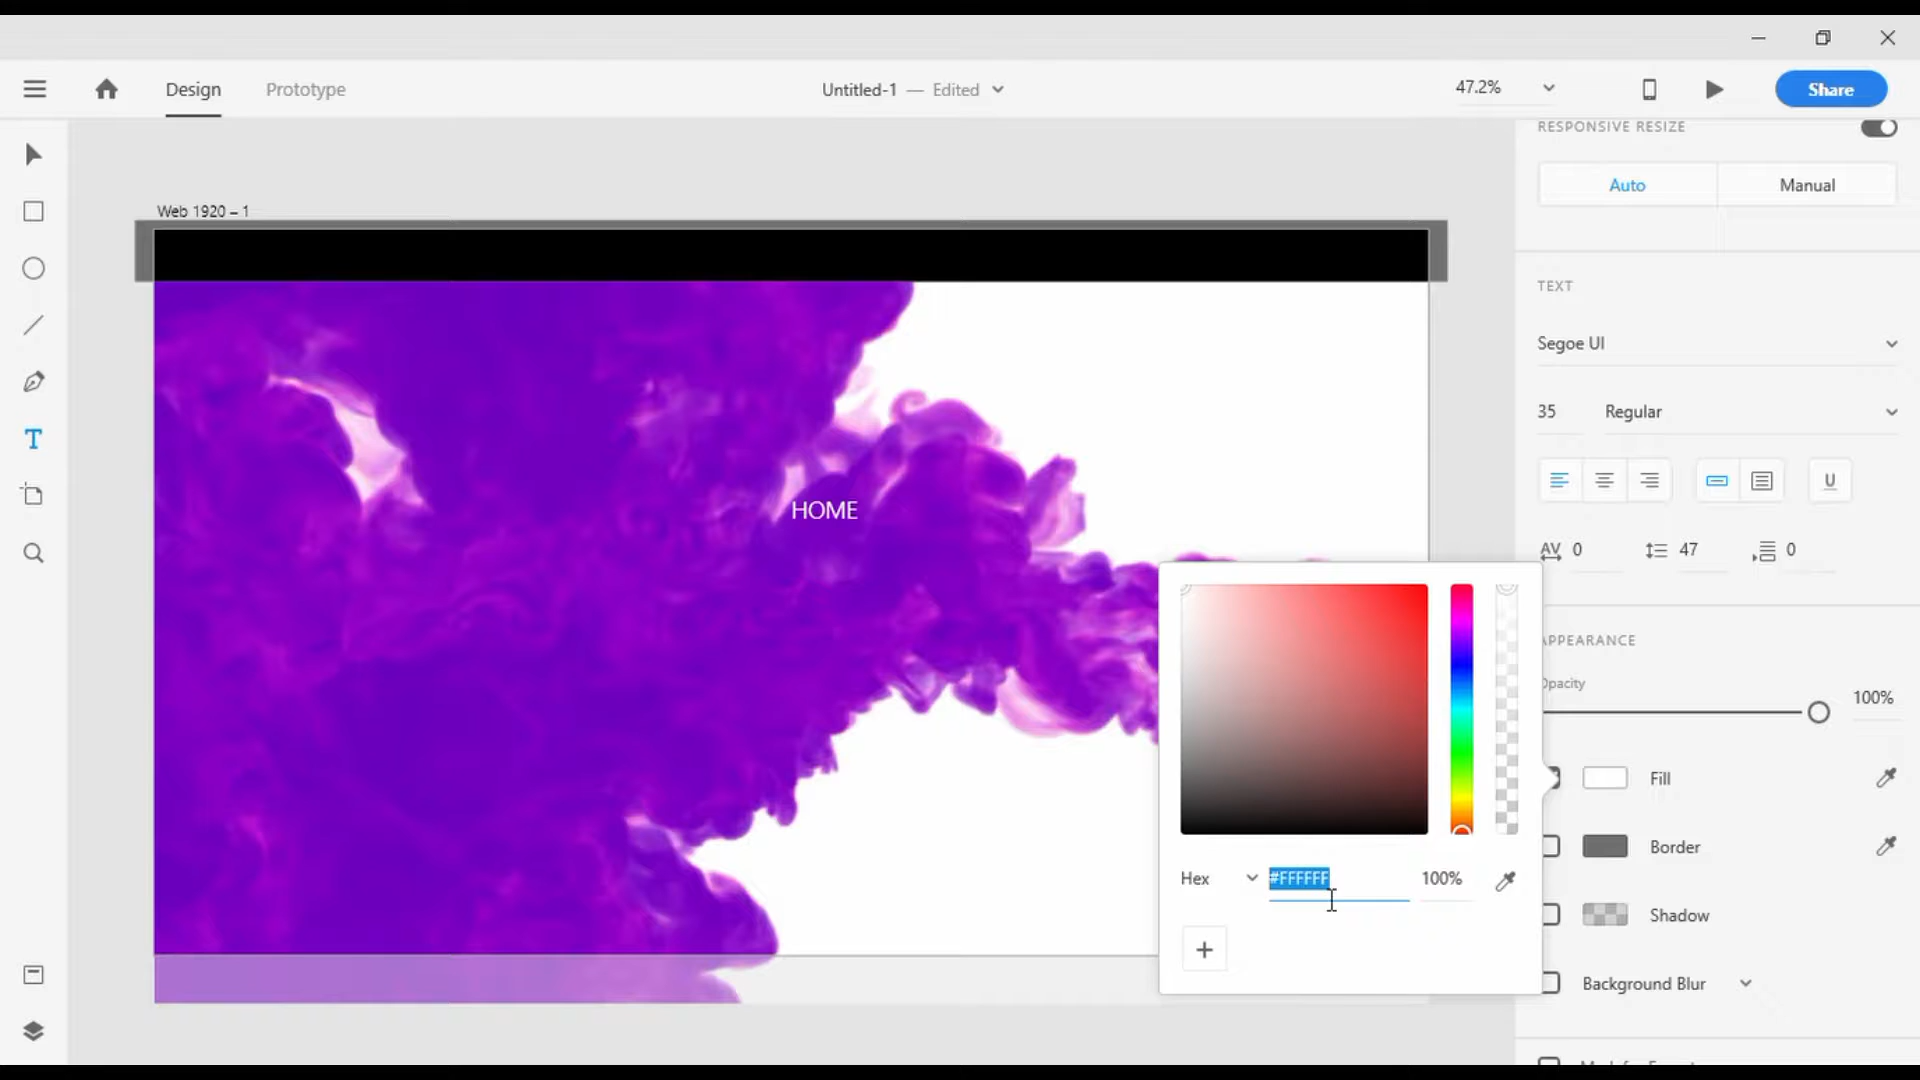 Design
Prototype
Untitled-1 — Edited
47.2%
Share
RESPONSIVE RESIZE
Auto
Manual
Web 1920 – 1
TEXT
Segoe UI
35
Regular
U
AV 0
47
0
HOME
APPEARANCE
Opacity
100%
Fill
Border
Shadow
Background Blur
Hex
#FFFFFF
100%